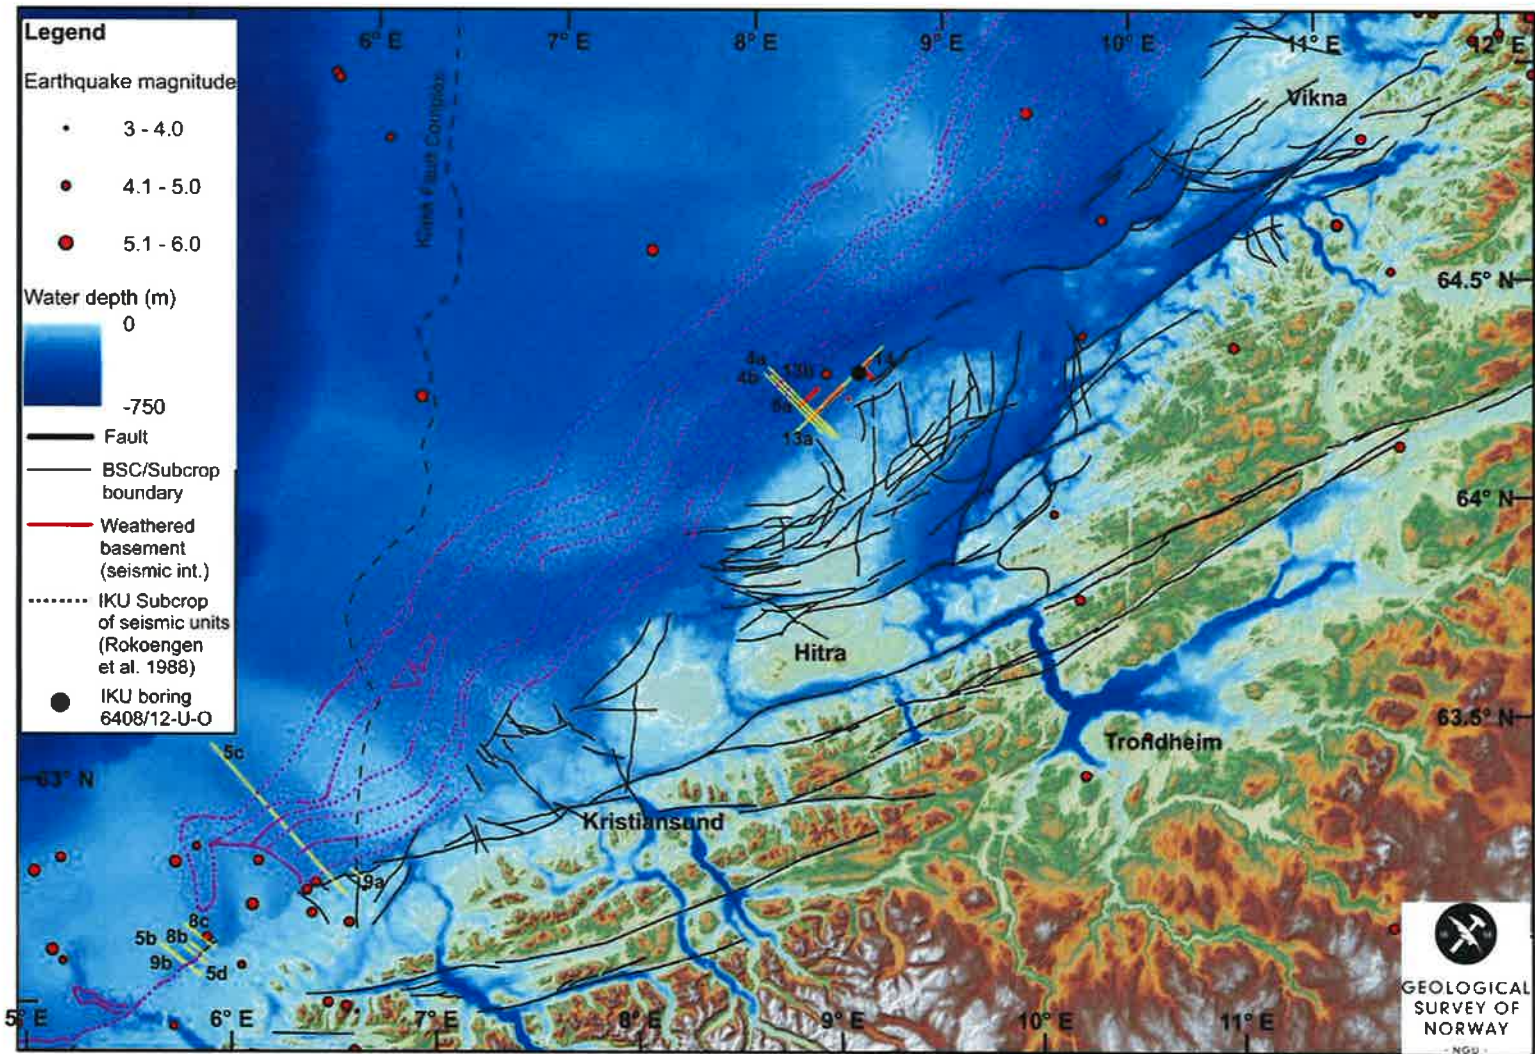 Legend
Earthquake magnitude
3 - 4.0
4.1 - 5.0
5.1 - 6.0
Water depth (m)
0
-750
Fault
BSC/Subcrop
boundary
Weathered
basement
(seismic int.)
IKU Subcrop
of seismic units
(Rokoengen
et al. 1988)
IKU boring
6408/12-U-O
6° E
7° E
8° E
9° E
10° E
11° E
12° E
Vikna
Fault Complex
64.5° N
4a
4b
13b
14
6a
13a
64° N
Hitra
63.5° N
Trondheim
5c
63° N
Kristiansund
9a
8c
5b
8b
9b
5d
5° E
6° E
7° E
8° E
9° E
10° E
11° E
GEOLOGICAL
SURVEY OF
NORWAY
- NGU -